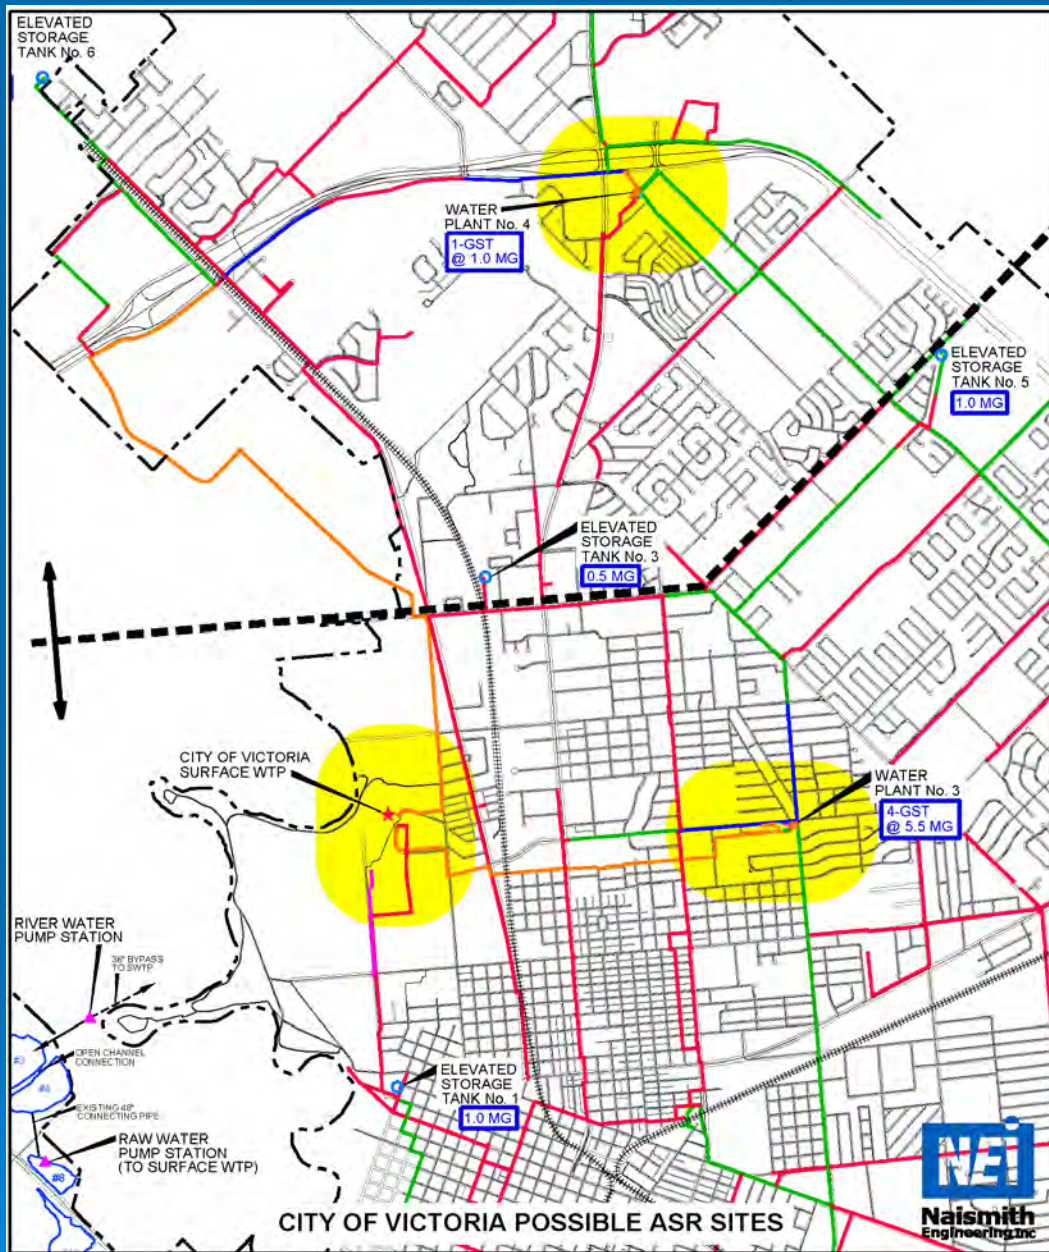 ELEVATED
STORAGE
TANK No. 6
WATER
PLANT No. 4
1-GST
@ 1.0 MG
ELEVATED
STORAGE
TANK No. 5
1.0 MG
ELEVATED
STORAGE
TANK No. 3
0.5 MG
CITY OF VICTORIA
SURFACE WTP
WATER
PLANT No. 3
4-GST
@ 5.5 MG
RIVER WATER
PUMP STATION
36" BYPASS
TO SWTP
OPEN CHANNEL
CONNECTION
#4
EXISTING 48"
CONNECTING PIPE
RAW WATER
PUMP STATION
(TO SURFACE WTP)
#8
ELEVATED
STORAGE
TANK No. 1
1.0 MG
CITY OF VICTORIA POSSIBLE ASR SITES
NEi
Naismith
Engineering Inc